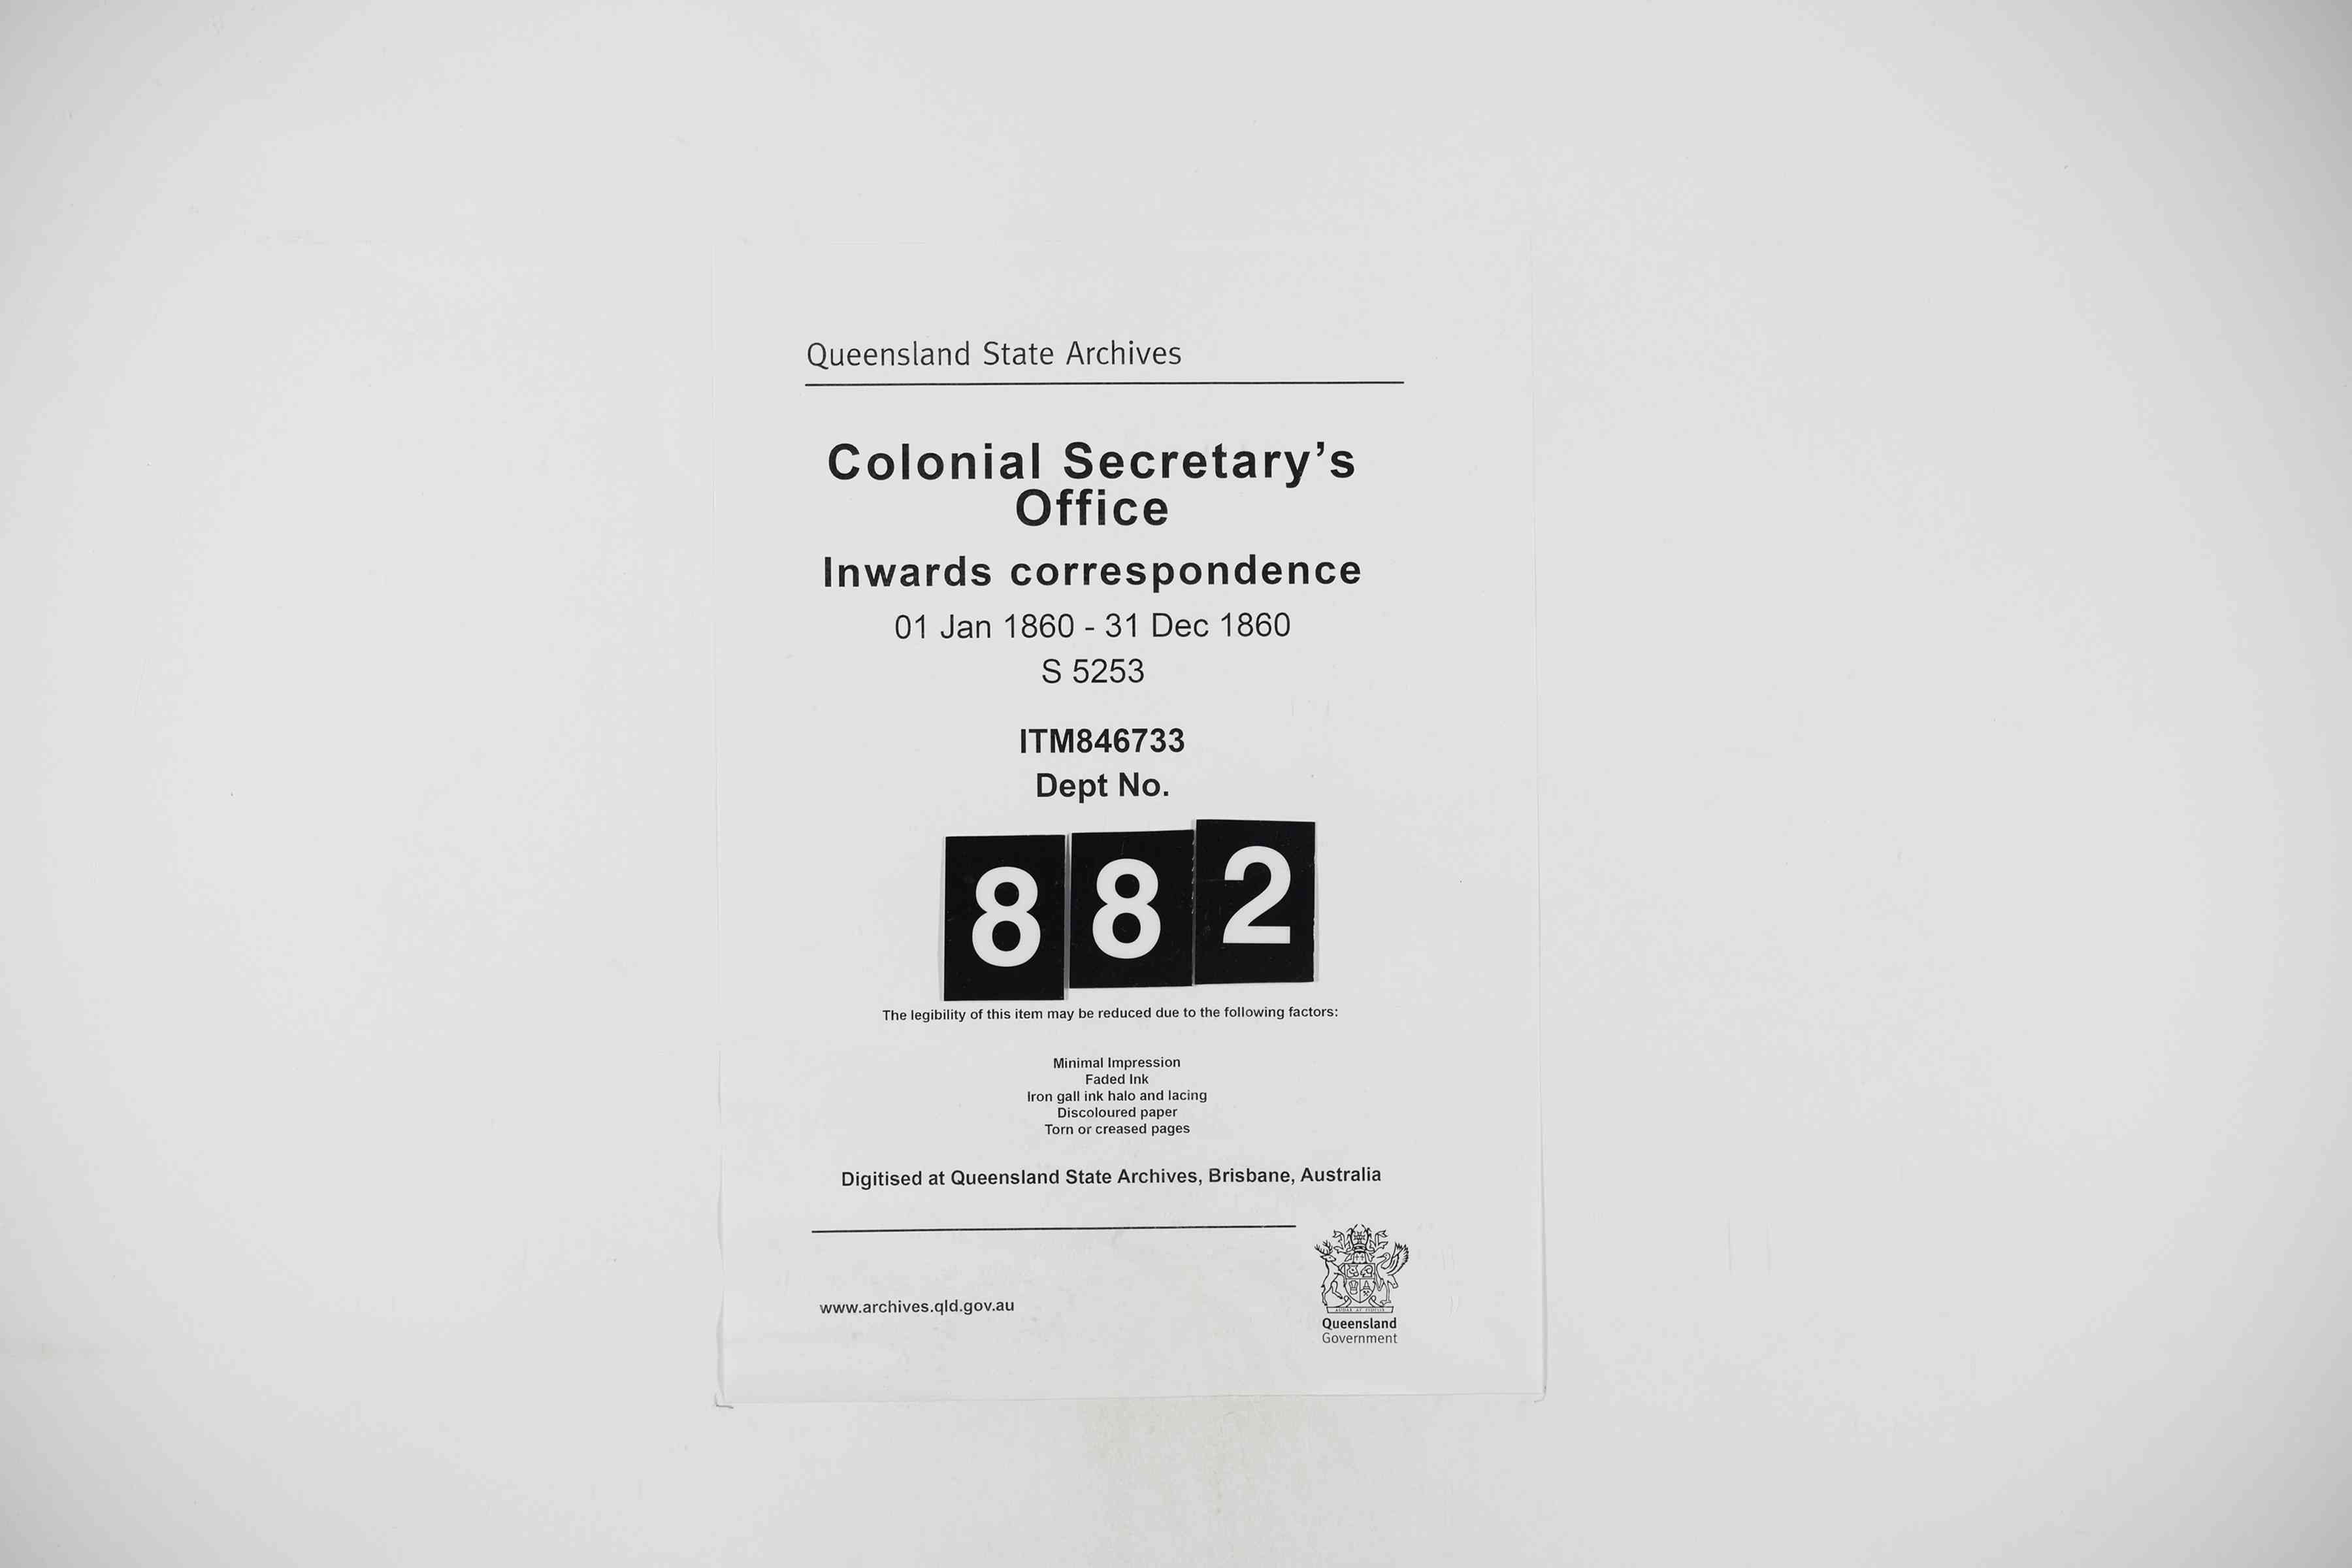 Queensland State Archives
Colonial Secretary’s
Office
Inwards correspondence
01 Jan 1860 - 31 Dec 1860
S 5253
ITM846733
Dept No.
882
The legibility of this item may be reduced due to the following factors:
Minimal Impression
Faded Ink
Iron gall ink halo and lacing
Discoloured paper
Torn or creased pages
Digitised at Queensland State Archives, Brisbane, Australia
www.archives.qld.gov.au
Queensland
Government